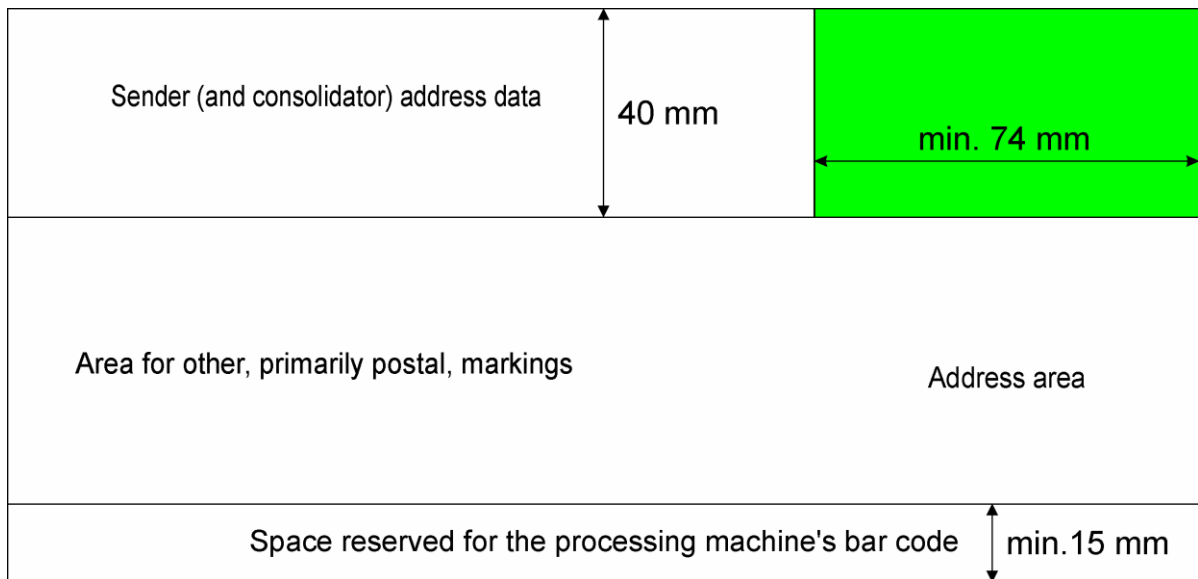 Sender (and consolidator) address data
40 mm
min. 74 mm
Area for other, primarily postal, markings
Address area
Space reserved for the processing machine's bar code
min.15 mm